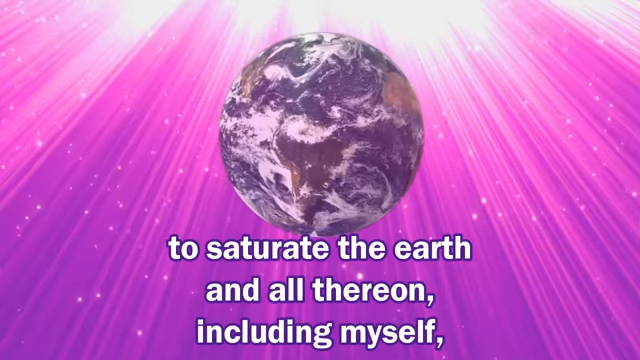 to saturate the earth
and all thereon,
including myself,